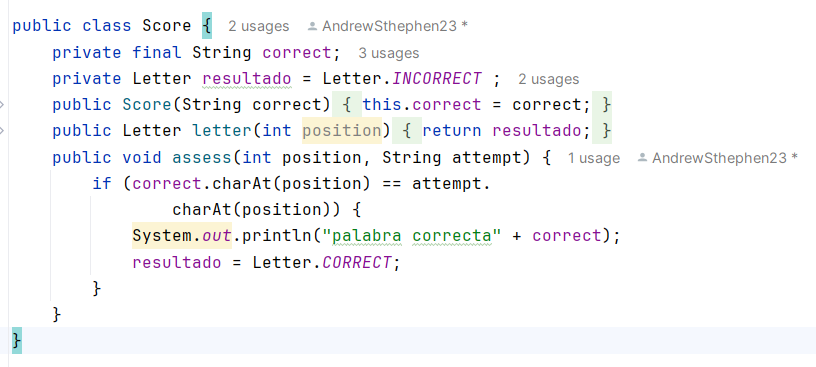 public class Score { 2 usages AndrewSthephen23 *
private final String correct; 3 usages
private Letter resultado = Letter.INCORRECT ; 2 usages
public Score(String correct) { this.correct = correct; }
public Letter letter(int position) { return resultado; }
public void assess(int position, String attempt) { 1 usage AndrewSthephen23 *
if (correct.charAt(position) == attempt.
charAt(position)) {
System.out.println("palabra correcta" + correct);
resultado = Letter.CORRECT;
}
}
}